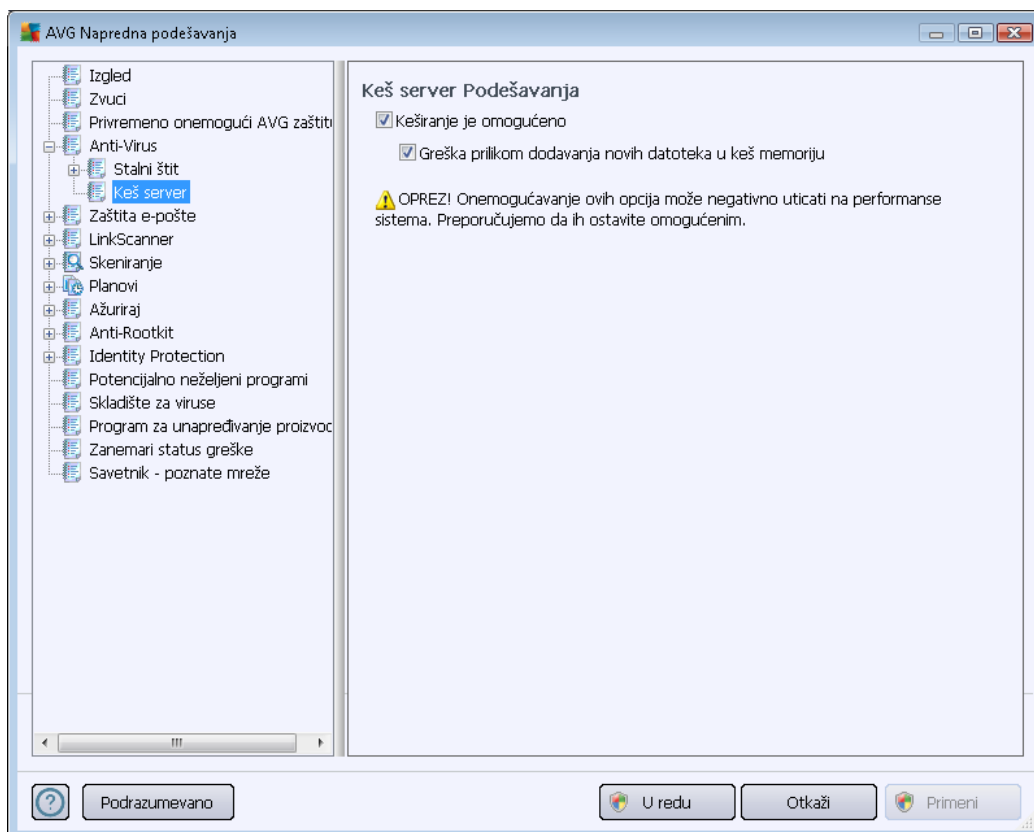 AVG Napredna podešavanja
Izgled
Zvuci
Privremeno onemogući AVG zaštitu
Anti-Virus
Stalni štit
Keš server
Zaštita e-pošte
LinkScanner
Skeniranje
Planovi
Ažuriraj
Anti-Rootkit
Identity Protection
Potencijalno neželjeni programi
Skladište za viruse
Program za unapređivanje proizvoc
Zanemari status greške
Savetnik - poznate mreže
Keš server Podešavanja
Keširanje je omogućeno
Greška prilikom dodavanja novih datoteka u keš memoriju
OPREZ! Onemogućavanje ovih opcija može negativno uticati na performanse
sistema. Preporučujemo da ih ostavite omogućenim.
Podrazumevano
U redu
Otkaži
Primeni